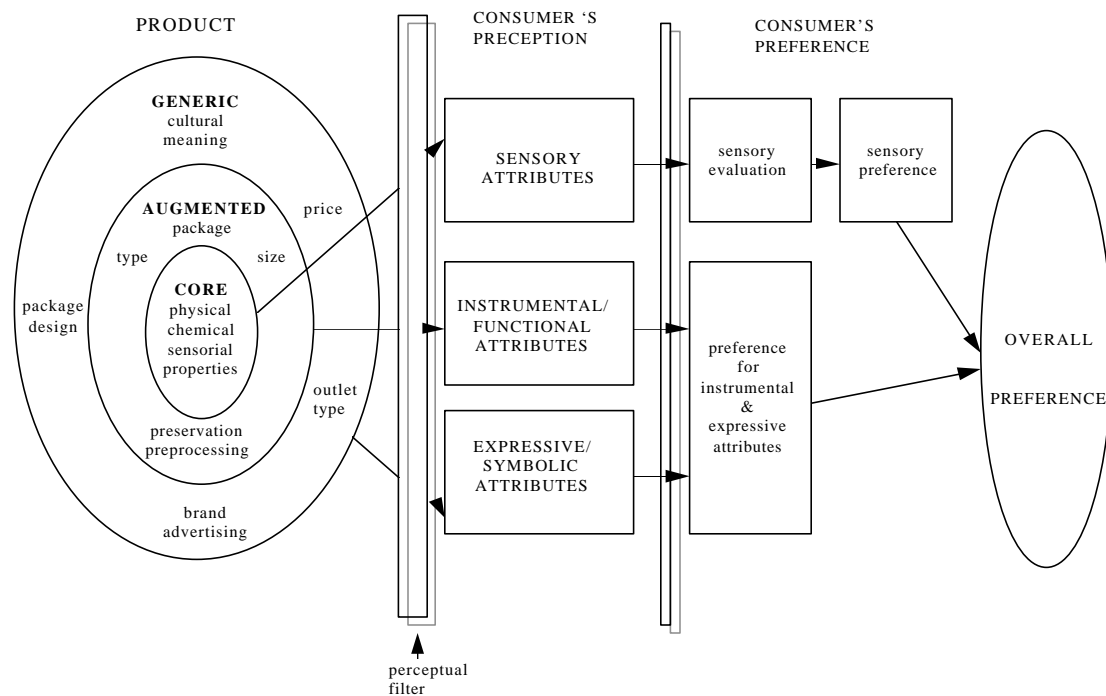 PRODUCT
CONSUMER ‘S
PRECEPTION
CONSUMER’S
PREFERENCE
GENERIC
cultural
meaning
AUGMENTED
package
price
type
size
CORE
physical
chemical
sensorial
properties
package
design
outlet
type
preservation
preprocessing
brand
advertising
SENSORY
ATTRIBUTES
INSTRUMENTAL/
FUNCTIONAL
ATTRIBUTES
EXPRESSIVE/
SYMBOLIC
ATTRIBUTES
sensory
evaluation
sensory
preference
preference
for
instrumental
&
expressive
attributes
OVERALL
PREFERENCE
perceptual
filter